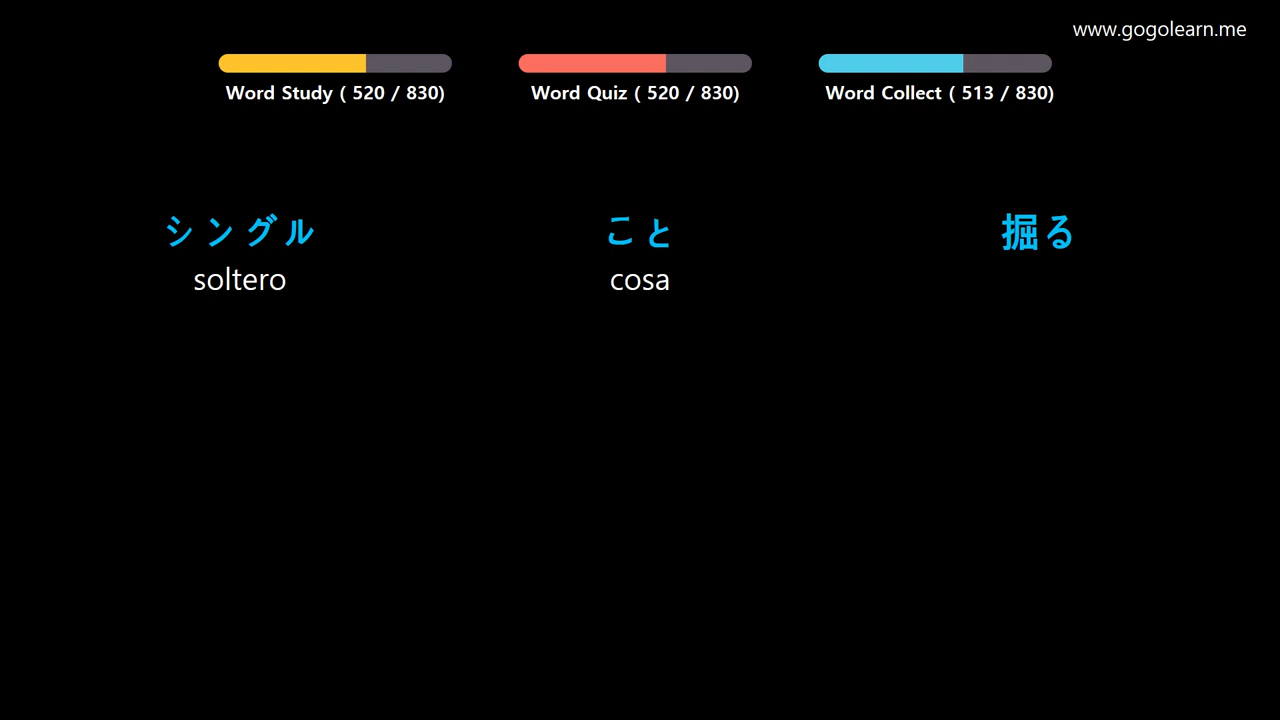 www.gogolearn.me
Word Study ( 520 / 830)
Word Quiz ( 520 / 830)
Word Collect ( 513 / 830)
シングル
soltero
こと
cosa
掘る